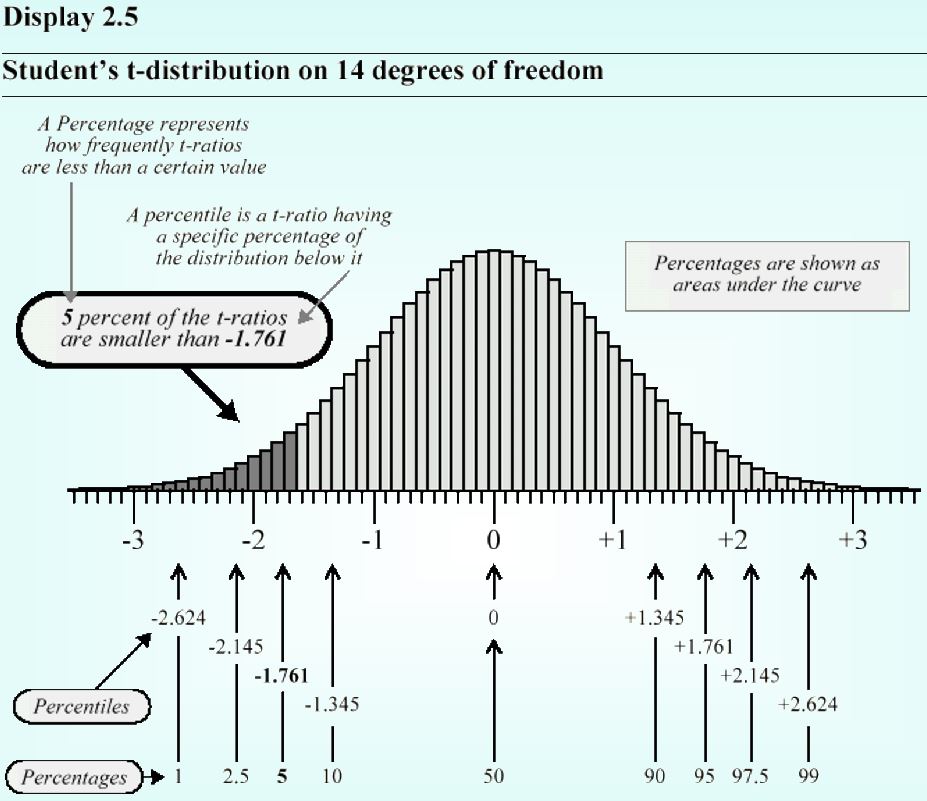 Display 2.5
Student's t-distribution on 14 degrees of freedom
A Percentage represents
how frequently t-ratios
are less than a certain value
A percentile is a t-ratio having
a specific percentage of
the distribution below it
Percentages are shown as
areas under the curve
5 percent of the t-ratios
are smaller than -1.761
-3 -2 -1 0 +1 +2 +3
-2.624 0 +1.345
-2.145 +1.761
-1.761 +2.145
Percentiles -1.345 +2.624
Percentages 1 2.5 5 10 50 90 95 97.5 99